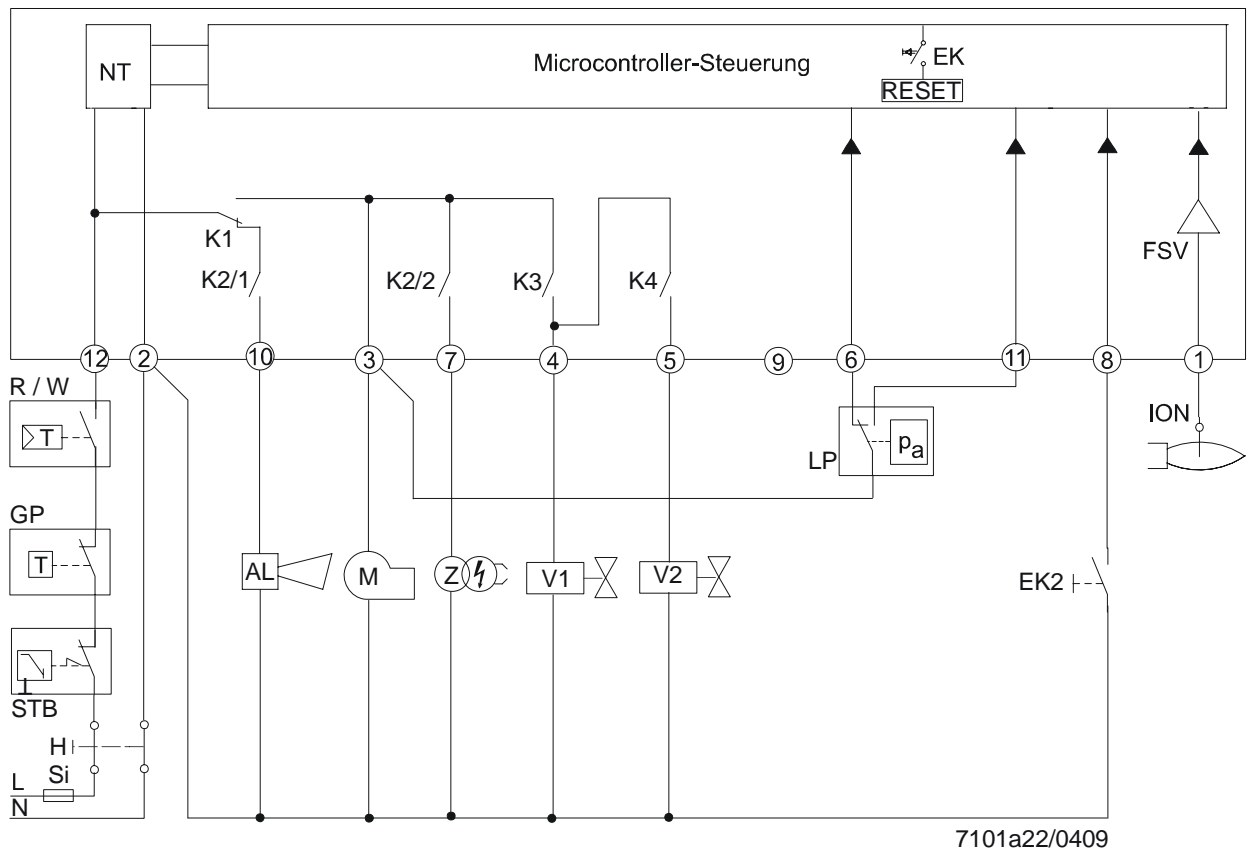 NT
Microcontroller-Steuerung
EK
RESET
K1
FSV
K2/1
K2/2
K3
K4
12
2
10
3
7
4
5
9
6
11
8
1
R / W
T
ION
LP
pa
GP
T
AL
M
Z
V1
V2
EK2
STB
H
Si
L
N
7101a22/0409